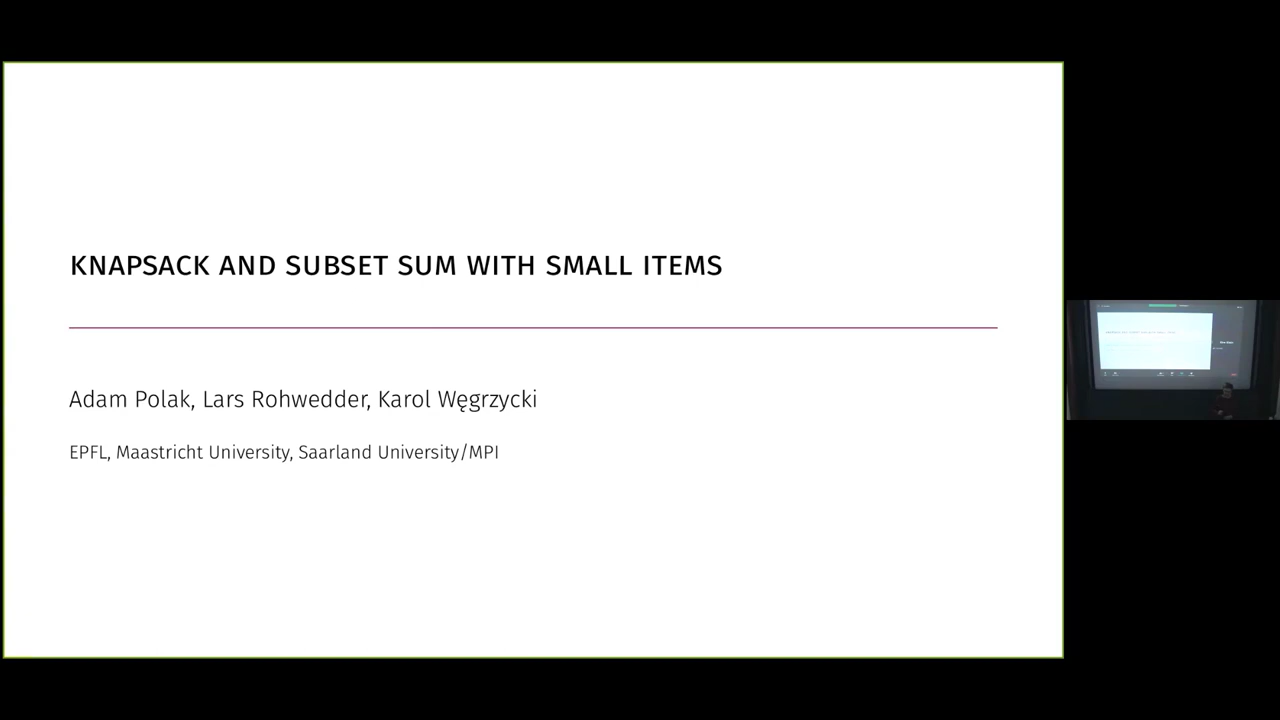 KNAPSACK AND SUBSET SUM WITH SMALL ITEMS
Adam Polak, Lars Rohwedder, Karol Węgrzycki
EPFL, Maastricht University, Saarland University/MPI